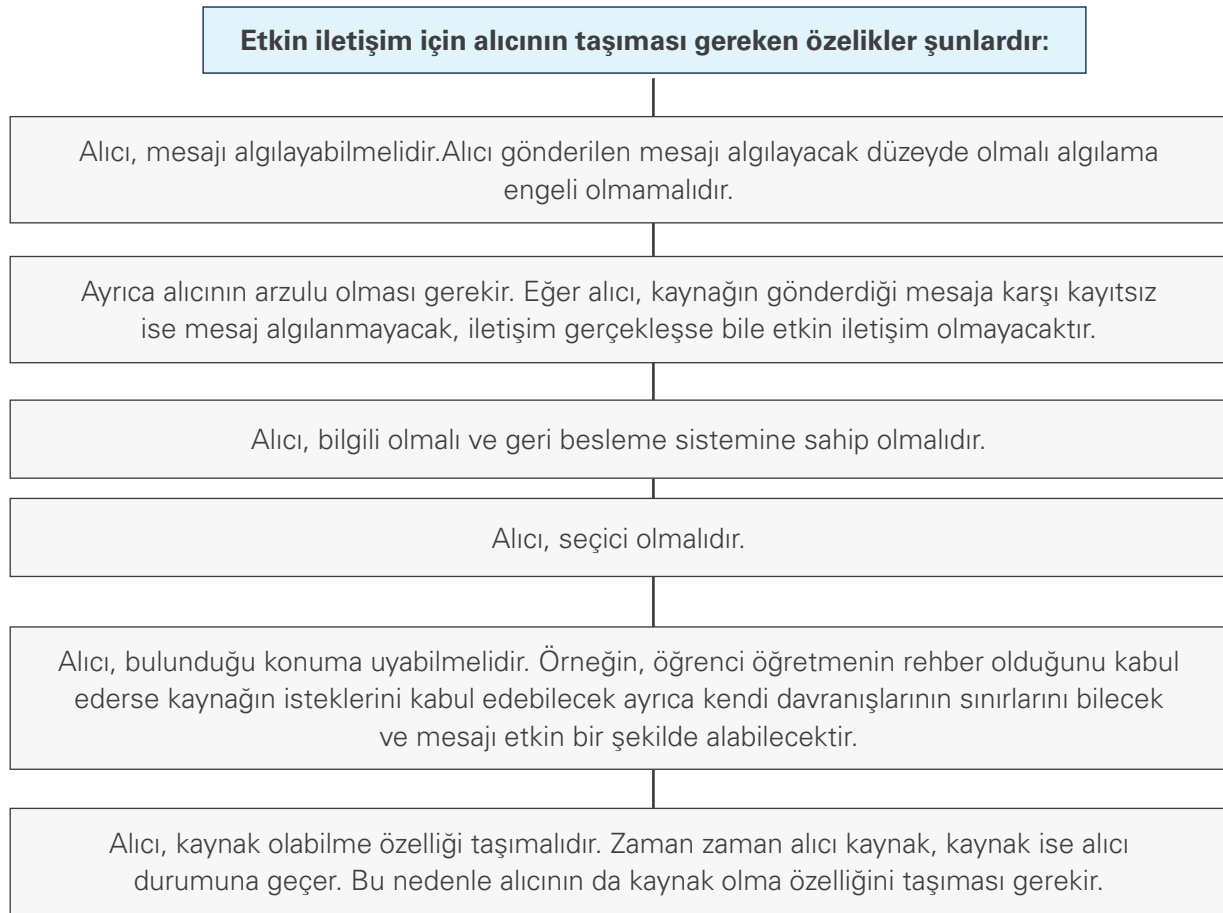 Etkin iletişim için alıcının taşıması gereken özelikler şunlardır:
Alıcı, mesajı algılayabilmelidir.Alıcı gönderilen mesajı algılayacak düzeyde olmalı algılama
engeli olmamalıdır.
Ayrıca alıcının arzulu olması gerekir. Eğer alıcı, kaynağın gönderdiği mesaja karşı kayıtsız
ise mesaj algılanmayacak, iletişim gerçekleşse bile etkin iletişim olmayacaktır.
Alıcı, bilgili olmalı ve geri besleme sistemine sahip olmalıdır.
Alıcı, seçici olmalıdır.
Alıcı, bulunduğu konuma uyabilmelidir. Örneğin, öğrenci öğretmenin rehber olduğunu kabul
ederse kaynağın isteklerini kabul edebilecek ayrıca kendi davranışlarının sınırlarını bilecek
ve mesajı etkin bir şekilde alabilecektir.
Alıcı, kaynak olabilme özelliği taşımalıdır. Zaman zaman alıcı kaynak, kaynak ise alıcı
durumuna geçer. Bu nedenle alıcının da kaynak olma özelliğini taşıması gerekir.